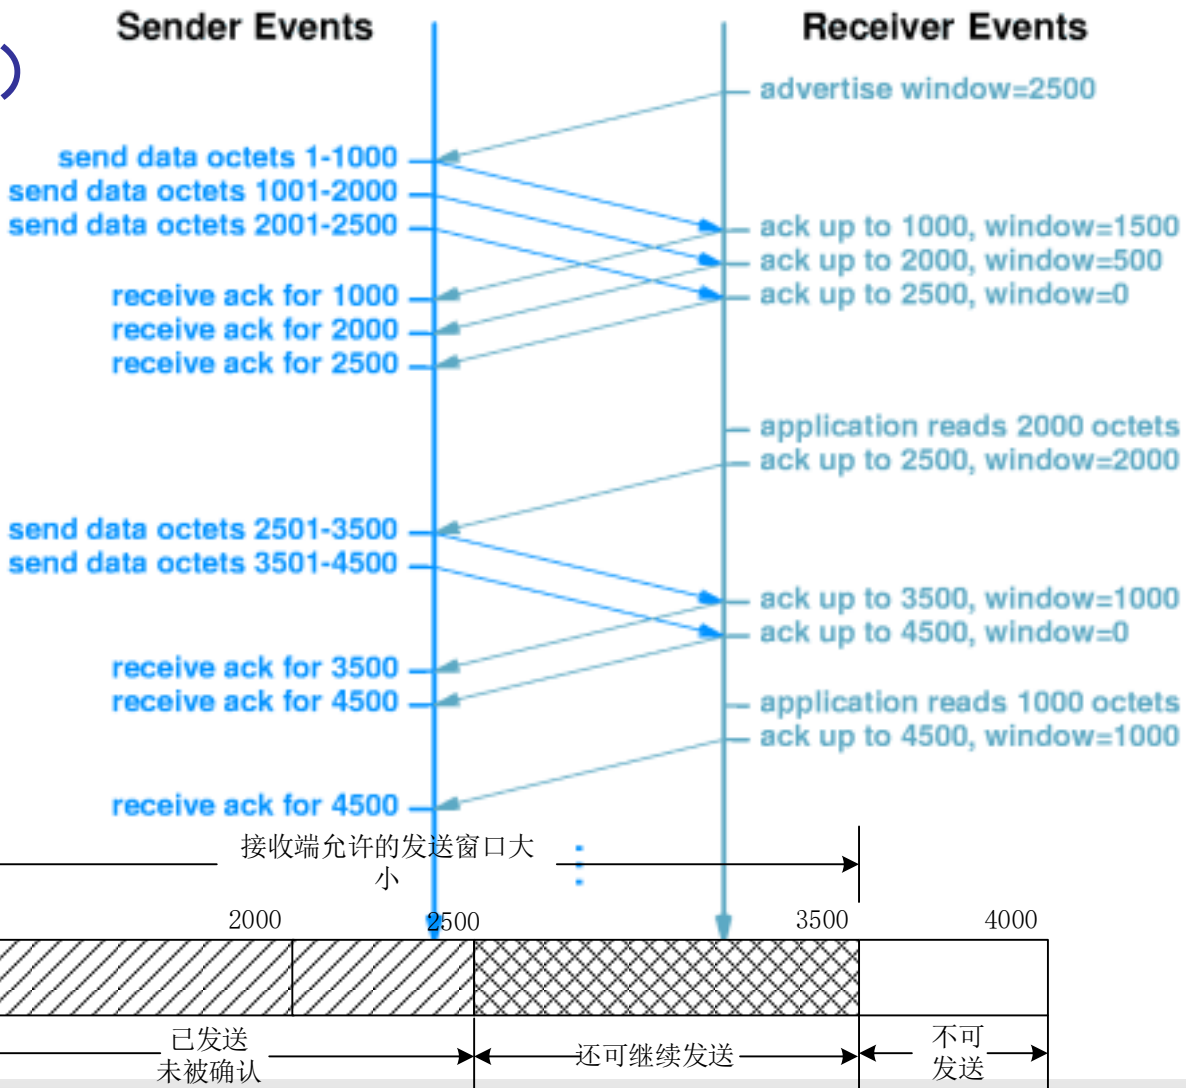 Sender Events
Receiver Events
)
advertise window=2500
send data octets 1-1000
send data octets 1001-2000
send data octets 2001-2500
ack up to 1000, window=1500
ack up to 2000, window=500
ack up to 2500, window=0
receive ack for 1000
receive ack for 2000
receive ack for 2500
application reads 2000 octets
ack up to 2500, window=2000
send data octets 2501-3500
send data octets 3501-4500
ack up to 3500, window=1000
ack up to 4500, window=0
receive ack for 3500
receive ack for 4500
application reads 1000 octets
ack up to 4500, window=1000
receive ack for 4500
接收端允许的发送窗口大
小
2000
2500
3500
4000
已发送
未被确认
还可继续发送
不可
发送